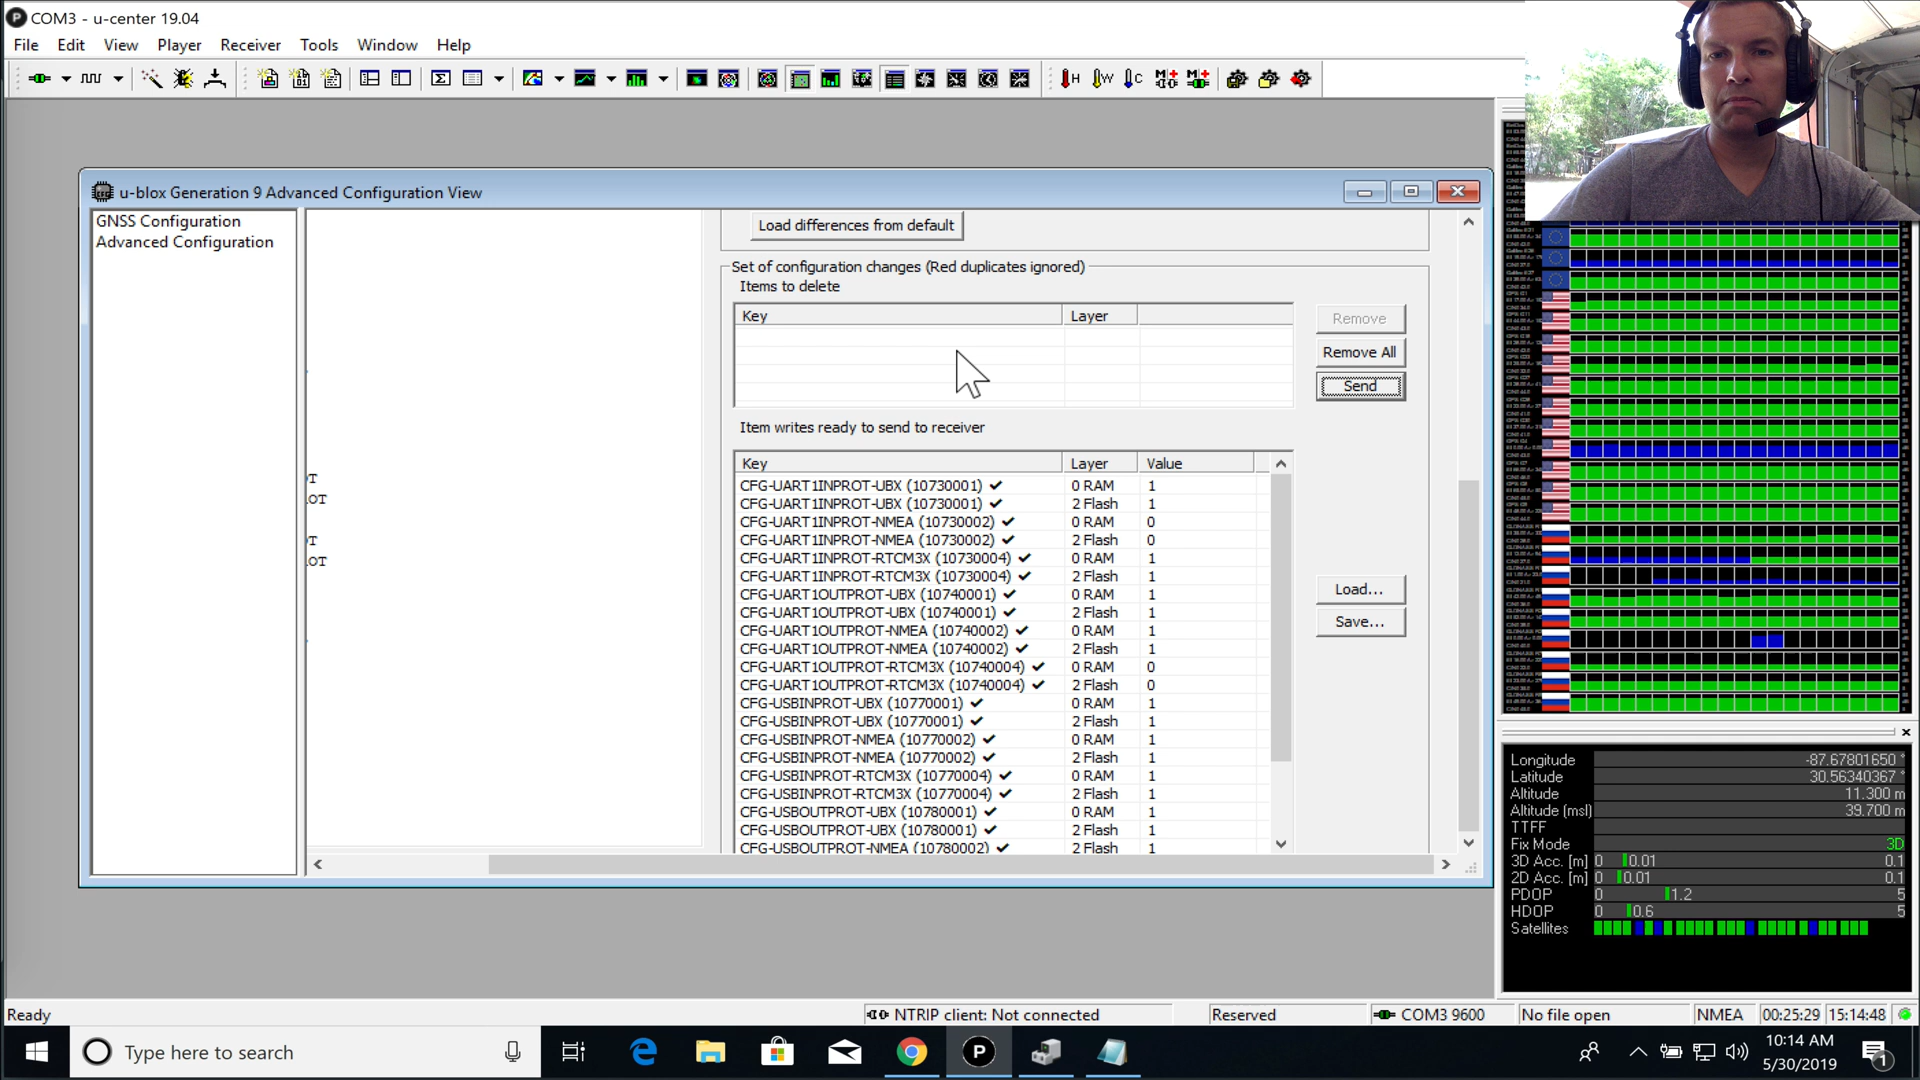 COM3 - u-center 19.04
File Edit View Player Receiver Tools Window Help
u-blox Generation 9 Advanced Configuration View
GNSS Configuration
Advanced Configuration
OT
Load differences from default
Set of configuration changes (Red duplicates ignored)
Items to delete
Key Layer
Remove
Remove All
Send
Item writes ready to send to receiver
Key Layer Value
CFG-UART1INPROT-UBX (10730001) ✔ 0 RAM 1
CFG-UART1INPROT-UBX (10730001) ✔ 2 Flash 1
CFG-UART1INPROT-NMEA (10730002) ✔ 0 RAM 0
CFG-UART1INPROT-NMEA (10730002) ✔ 2 Flash 0
CFG-UART1INPROT-RTCM3X (10730004) ✔ 0 RAM 1
CFG-UART1INPROT-RTCM3X (10730004) ✔ 2 Flash 1
CFG-UART1OUTPROT-UBX (10740001) ✔ 0 RAM 1
CFG-UART1OUTPROT-UBX (10740001) ✔ 2 Flash 1
CFG-UART1OUTPROT-NMEA (10740002) ✔ 0 RAM 1
CFG-UART1OUTPROT-NMEA (10740002) ✔ 2 Flash 1
CFG-UART1OUTPROT-RTCM3X (10740004) ✔ 0 RAM 0
CFG-UART1OUTPROT-RTCM3X (10740004) ✔ 2 Flash 0
CFG-USBINPROT-UBX (10770001) ✔ 0 RAM 1
CFG-USBINPROT-UBX (10770001) ✔ 2 Flash 1
CFG-USBINPROT-NMEA (10770002) ✔ 0 RAM 1
CFG-USBINPROT-NMEA (10770002) ✔ 2 Flash 1
CFG-USBINPROT-RTCM3X (10770004) ✔ 0 RAM 1
CFG-USBINPROT-RTCM3X (10770004) ✔ 2 Flash 1
CFG-USBOUTPROT-UBX (10780001) ✔ 0 RAM 1
CFG-USBOUTPROT-UBX (10780001) ✔ 2 Flash 1
CFG-USBOUTPROT-NMEA (10780002) ✔ 2 Flash 1
Load...
Save...
Longitude -87.67801650 °
Latitude 30.56340367 °
Altitude 11.300 m
Altitude (msl) 39.700 m
TTFF
Fix Mode 3D
3D Acc. [m] 0 0.01 0.1
2D Acc. [m] 0 0.01 0.1
PDOP 0 1.2 5
HDOP 0 0.6 5
Satellites
Ready
NTRIP client: Not connected
Reserved
COM3 9600
No file open
NMEA
00:25:29
15:14:48
Type here to search
10:14 AM
5/30/2019
1